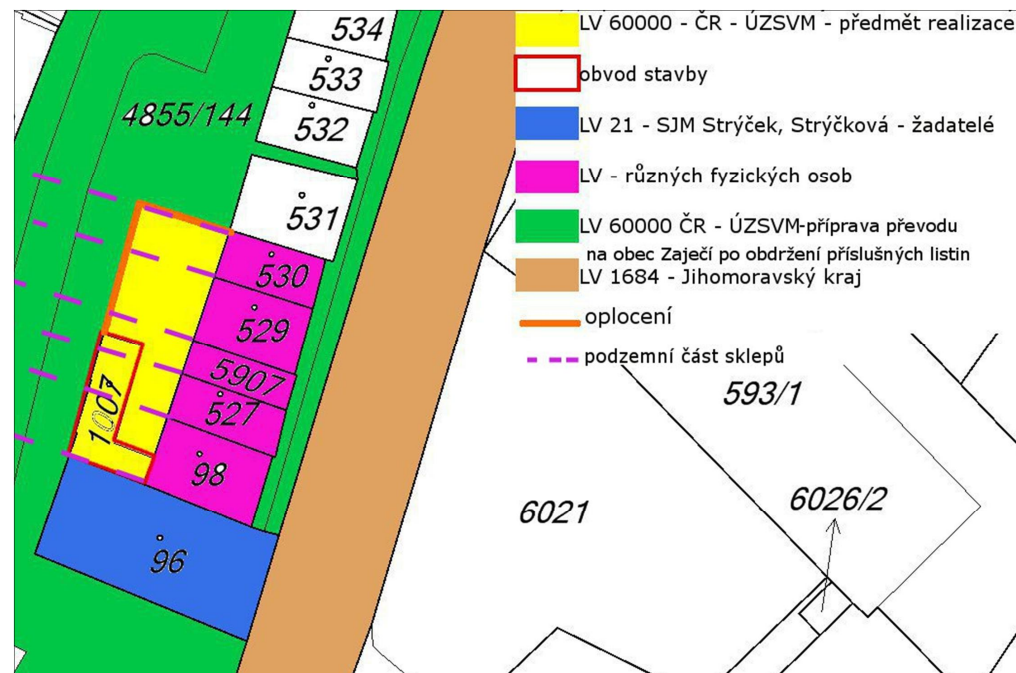 LV 60000 - ČR - ÚZSVM - předmět realizace
obvod stavby
LV 21 - SJM Strýček, Strýčková - žadatelé
LV - různých fyzických osob
LV 60000 ČR - ÚZSVM-příprava převodu
na obec Zaječí po obdržení příslušných listin
LV 1684 - Jihomoravský kraj
oplocení
podzemní část sklepů
534
533
532
4855/144
531
530
529
5907
527
1007
98
96
593/1
6026/2
6021